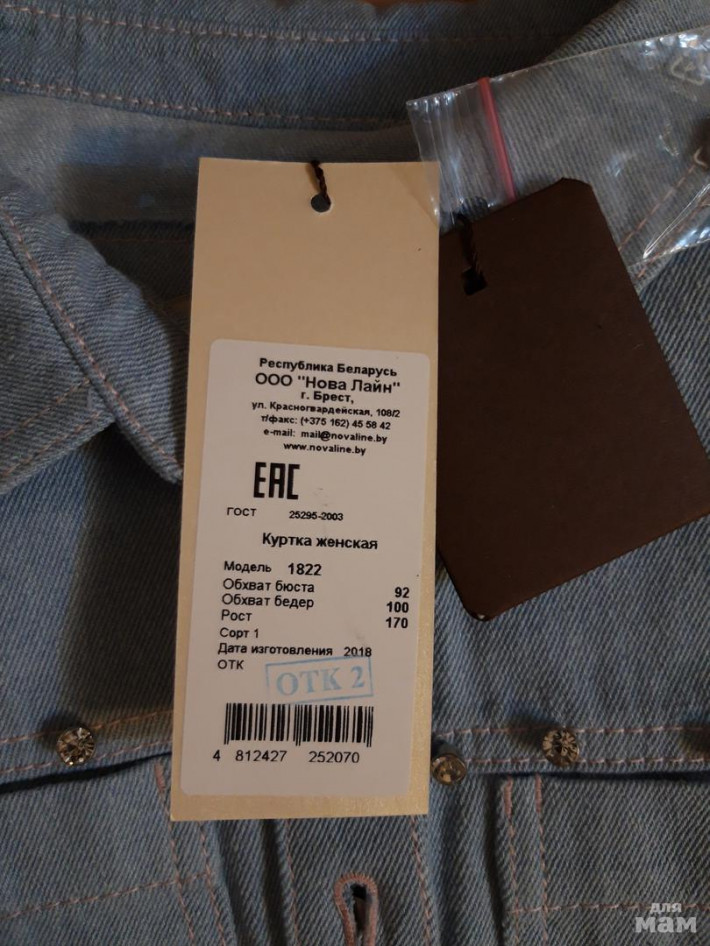 Республика Беларусь
ООО "Нова Лайн"
г. Брест,
ул. Красногвардейская, 108/2
т/факс: (+375 162) 45 58 42
e-mail: mail@novaline.by
www.novaline.by
EAC
ГОСТ 25295-2003
Куртка женская
Модель 1822
Обхват бюста 92
Обхват бедер 100
Рост 170
Сорт 1
Дата изготовления 2018
ОТК
ОТК 2
4 812427 252070
для
мам